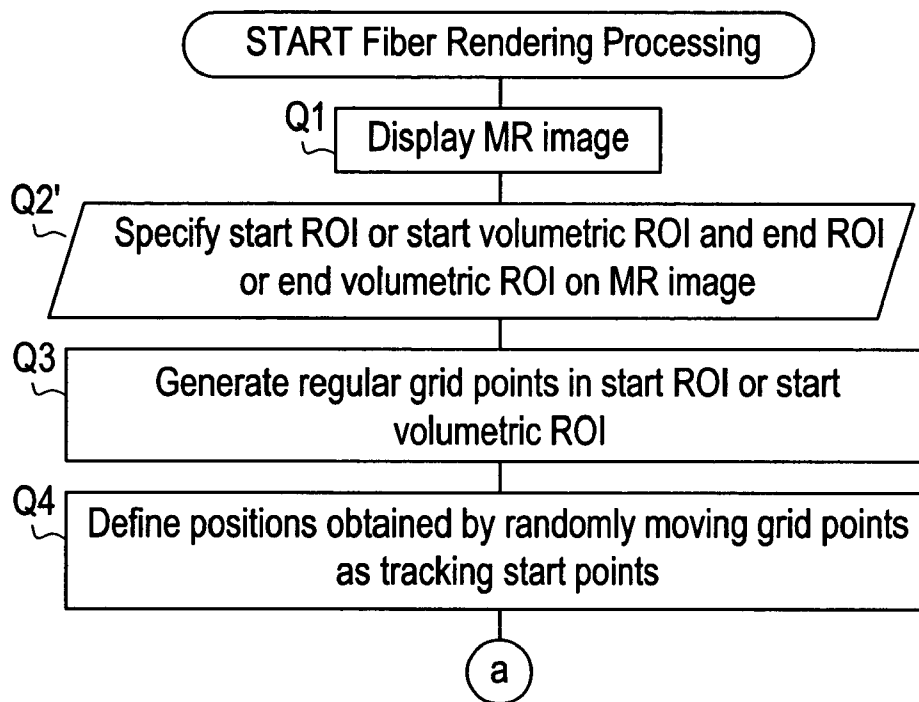 START Fiber Rendering Processing
Q1
Display MR image
Q2'
Specify start ROI or start volumetric ROI and end ROI
or end volumetric ROI on MR image
Q3
Generate regular grid points in start ROI or start
volumetric ROI
Q4
Define positions obtained by randomly moving grid points
as tracking start points
a